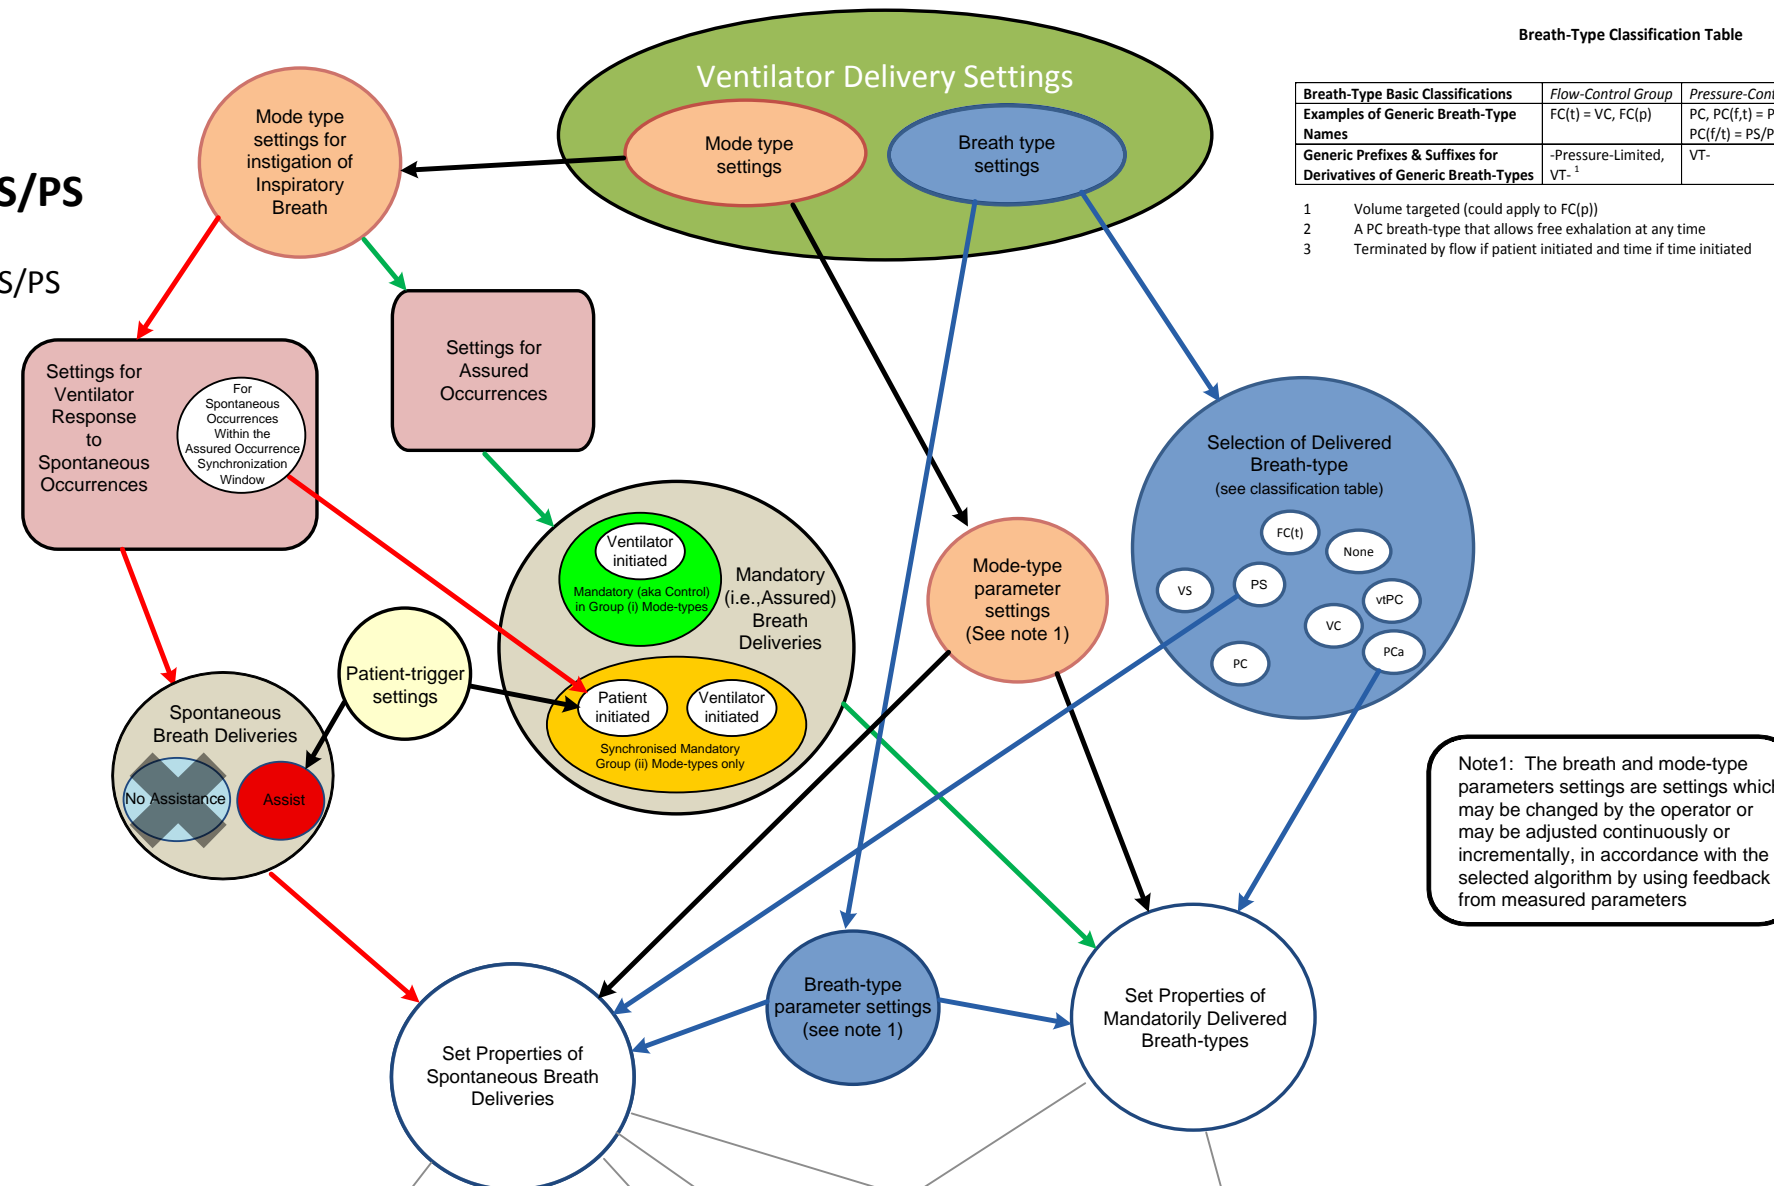 Breath-Type Classification Table
Ventilator Delivery Settings
Breath-Type Basic Classifications Flow-Control Group
Examples of Generic Breath-Type FC(t) = VC, FC(p) PC, PC(f,t) =
Names PC(f/t) =
Generic Prefixes & Suffixes for -Pressure-Limited, VT-
Derivatives of Generic Breath-Types VT- 1
1 Volume targeted (could apply to FC(p))
2 A PC breath-type that allows free exhalation at any time
3 Terminated by flow if patient initiated and time if time initiated
Mode type
settings for
instigation of
Inspiratory
Breath
Mode type
settings
Breath type
settings
S/PS
S/PS
Settings for
Ventilator
Response
to
Spontaneous
Occurrences
For
Spontaneous
Occurrences
Within the
Assured Occurrence
Synchronization
Window
Settings for
Assured
Occurrences
Selection of Delivered
Breath-type
(see classification table)
FC(t)
None
VS
PS
vtPC
VC
PCa
PC
Ventilator
initiated
Mandatory (aka Control)
in Group (i) Mode-types
Mandatory
(i.e.,Assured)
Breath
Deliveries
Patient
initiated
Ventilator
initiated
Synchronised Mandatory
Group (ii) Mode-types only
Mode-type
parameter
settings
(See note 1)
Patient-trigger
settings
Spontaneous
Breath Deliveries
No Assistance
Assist
Note1: The breath and mode-type
parameters settings are settings which
may be changed by the operator or
may be adjusted continuously or
incrementally, in accordance with the
selected algorithm by using feedback
from measured parameters
Breath-type
parameter settings
(see note 1)
Set Properties of
Mandatorily Delivered
Breath-types
Set Properties of
Spontaneous Breath
Deliveries